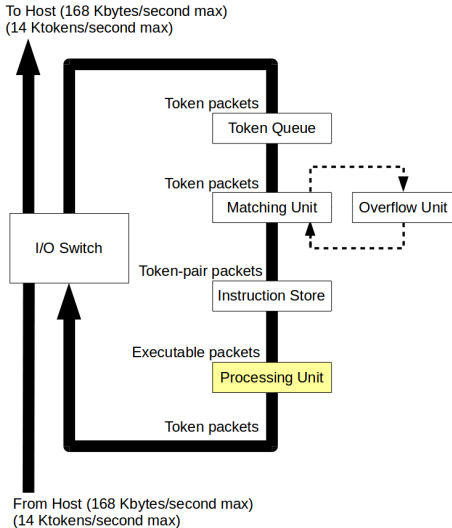 To Host (168 Kbytes/second max)
(14 Ktokens/second max)
Token packets
Token Queue
Token packets
Matching Unit
Overflow Unit
I/O Switch
Token-pair packets
Instruction Store
Executable packets
Processing Unit
Token packets
From Host (168 Kbytes/second max)
(14 Ktokens/second max)